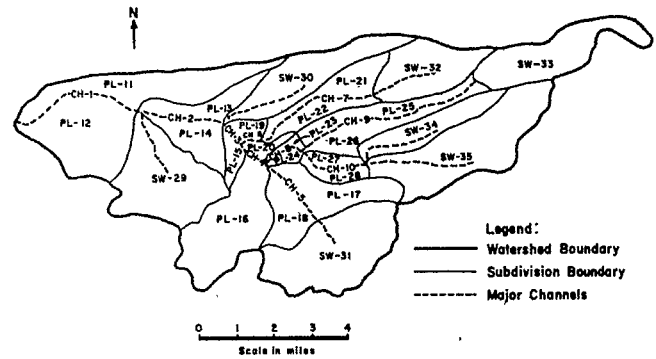 N
SW-33
SW-32
SW-30
PL-21
PL-11
CH-1
CH-7
PL-25
PL-22
PL-13
CH-2
CH-9
PL-19
PL-23
SW-34
PL-12
PL-14
PL-20
PL-26
PL-27
SW-35
PL-15
CH-10
PL-28
SW-29
PL-17
CH-5
PL-16
PL-18
SW-31
Legend:
Watershed Boundary
Subdivision Boundary
Major Channels
0 1 2 3 4
Scale in miles